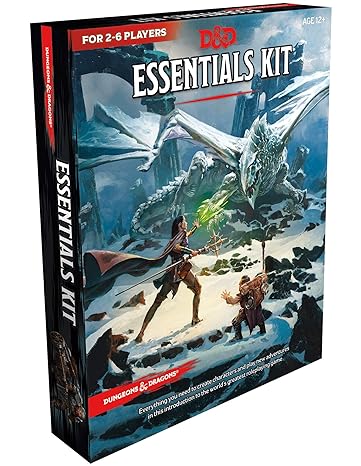 FOR 2-6 PLAYERS
D&D
AGE 12+
ESSENTIALS KIT
DUNGEONS & DRAGONS®
ESSENTIALS KIT
DUNGEONS & DRAGONS®
Everything you need to create characters and play new adventures
in this introduction to the world's greatest roleplaying game.